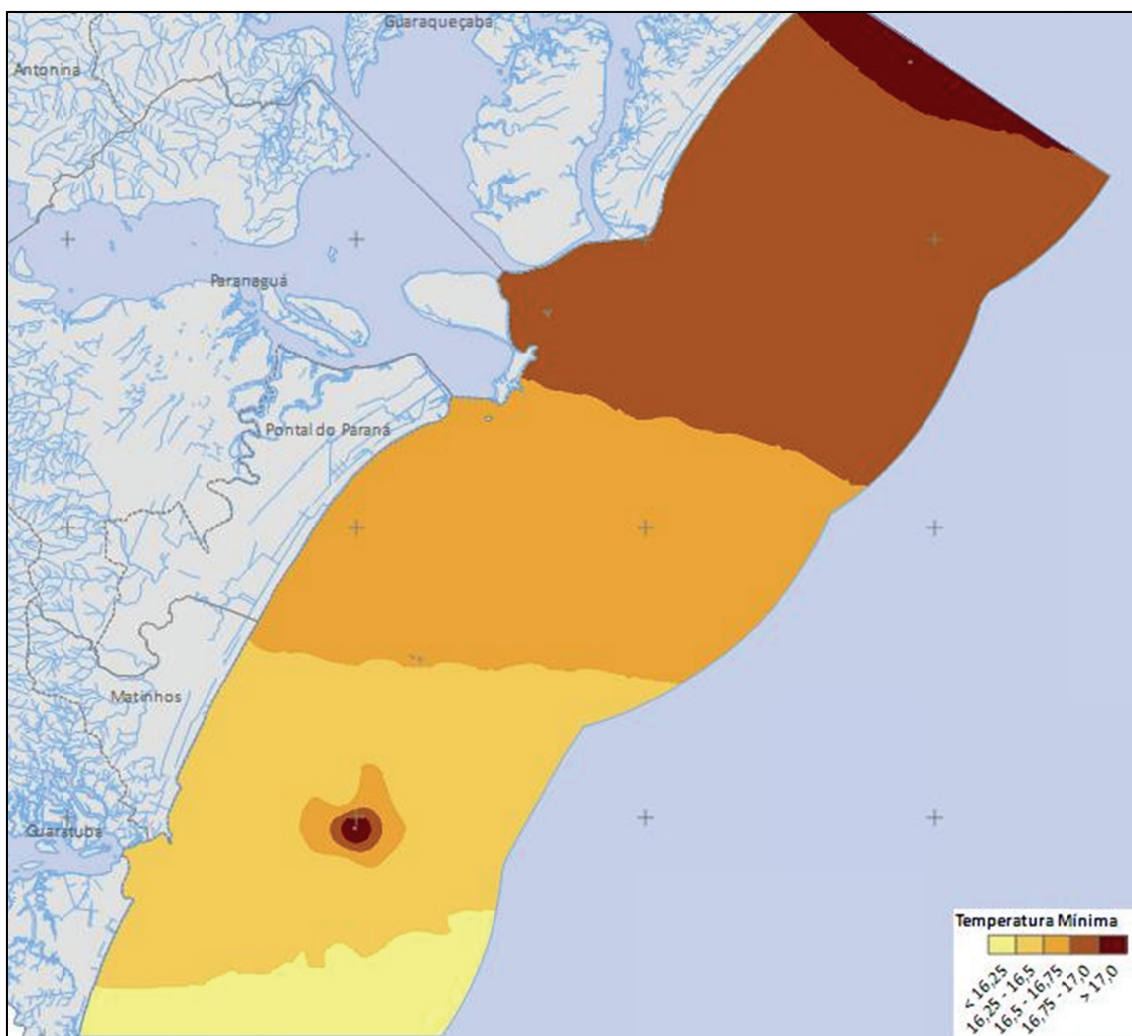 Guaraqueçaba
Antonina
Paranaguá
Pontal do Paraná
Matinhos
Guaratuba
Temperatura Mínima
< 16,25
16,25 - 16,5
16,5 - 16,75
16,75 - 17,0
> 17,0